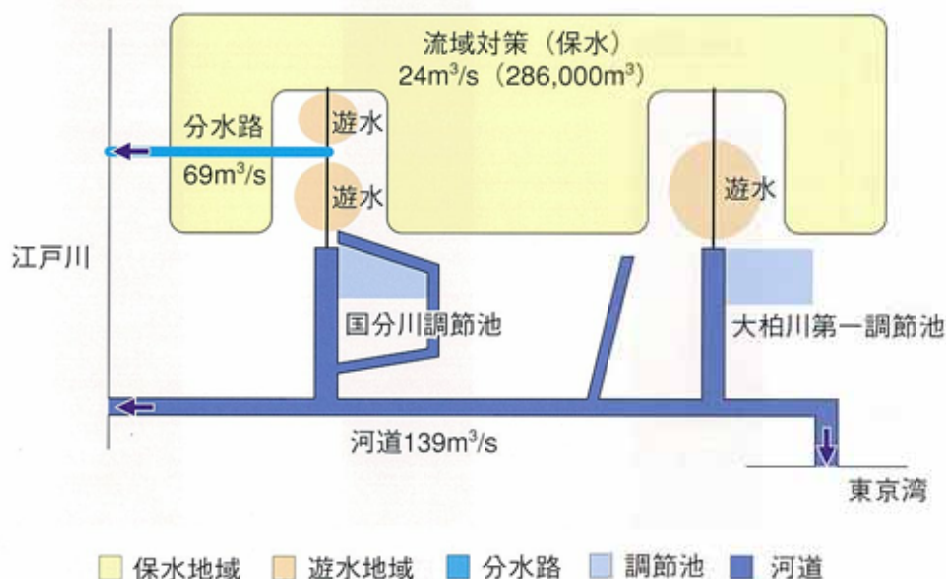 流域対策（保水）
24m³/s（286,000m³）
分水路
69m³/s
遊水
遊水
遊水
江戸川
国分川調節池
大柏川第一調節池
河道139m³/s
東京湾
保水地域 遊水地域 分水路 調節池 河道